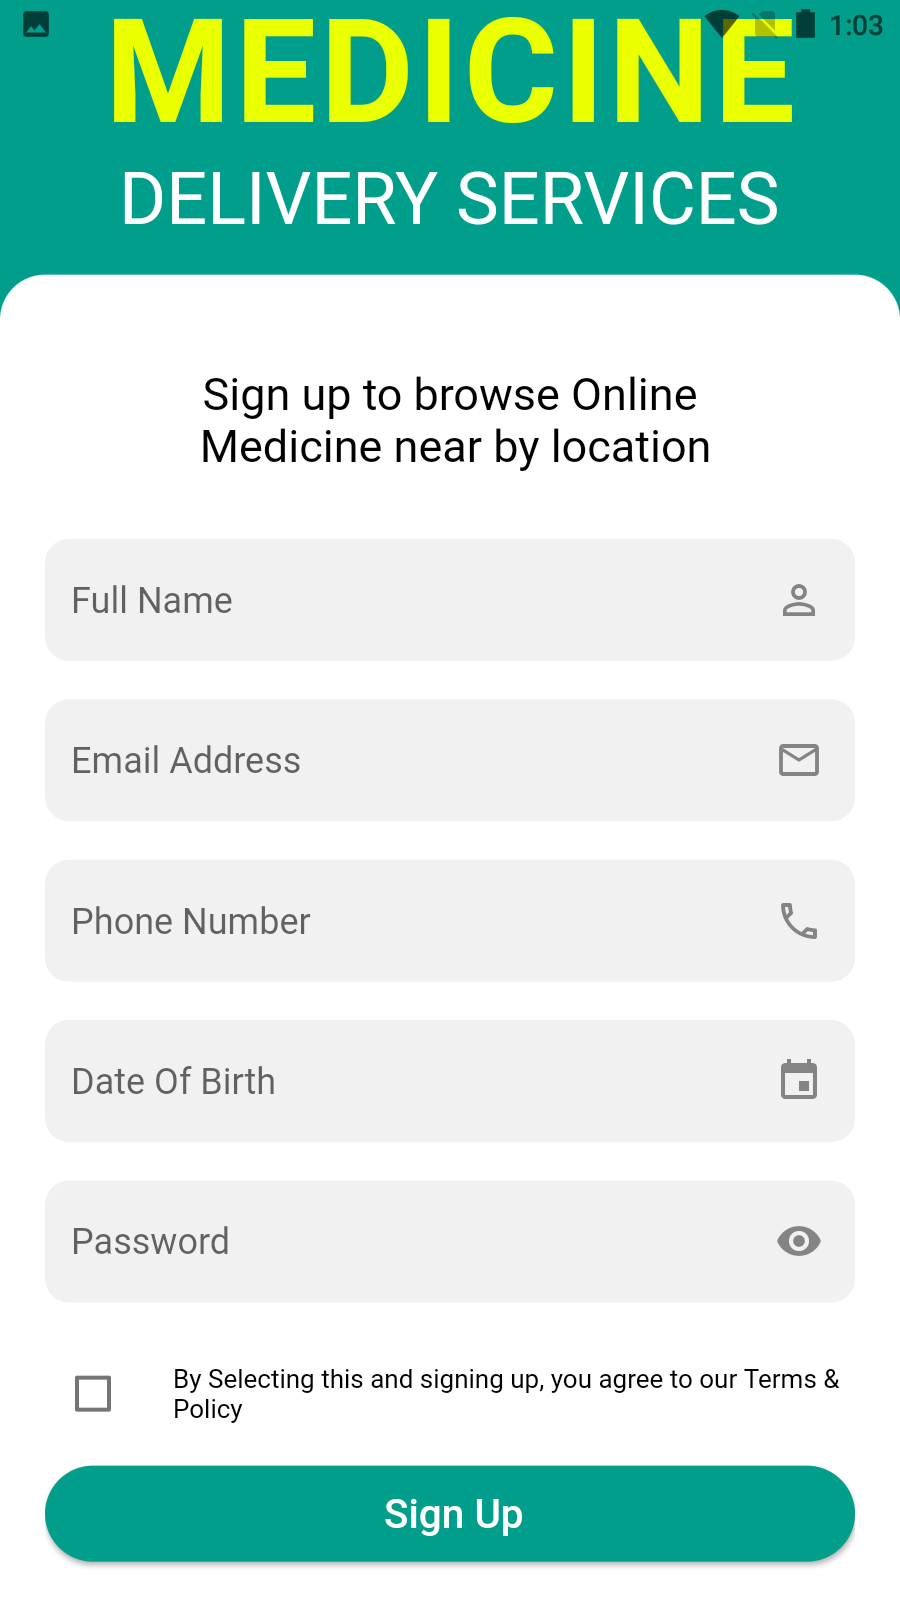 1:03
MEDICINE
DELIVERY SERVICES
Sign up to browse Online
Medicine near by location
Full Name
Email Address
Phone Number
Date Of Birth
Password
By Selecting this and signing up, you agree to our Terms &
Policy
Sign Up